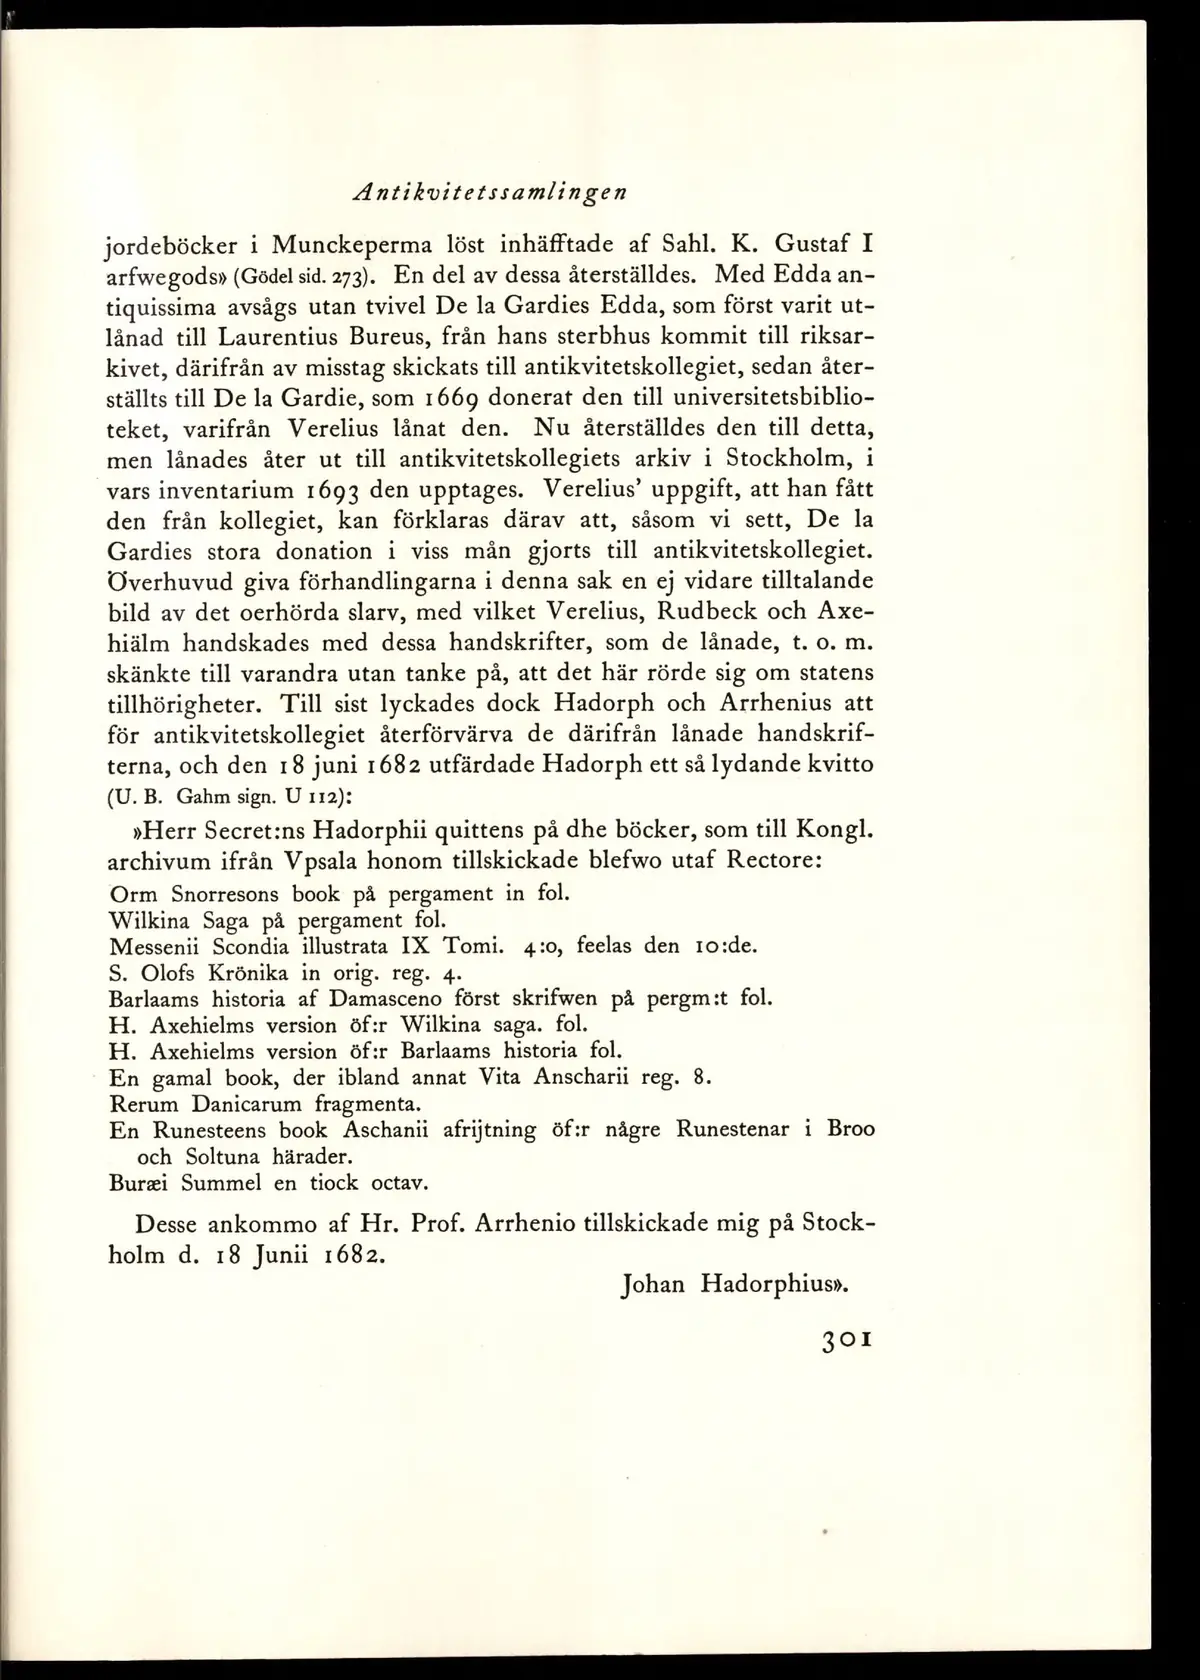 Antikvitetssamlingen
jordeböcker i Munckeperma löst inhäfftade af Sahl. K. Gustaf I
arfwegods» (Gödel sid. 273). En del av dessa återställdes. Med Edda an-
tiquissima avsågs utan tvivel De la Gardies Edda, som först varit ut-
lånad till Laurentius Bureus, från hans sterbhus kommit till riksar-
kivet, därifrån av misstag skickats till antikvitetskollegiet, sedan åter-
ställts till De la Gardie, som 1669 donerat den till universitetsbiblio-
teket, varifrån Verelius lånat den. Nu återställdes den till detta,
men lånades åter ut till antikvitetskollegiets arkiv i Stockholm, i
vars inventarium 1693 den upptages. Verelius' uppgift, att han fått
den från kollegiet, kan förklaras därav att, såsom vi sett, De la
Gardies stora donation i viss mån gjorts till antikvitetskollegiet.
Överhuvud giva förhandlingarna i denna sak en ej vidare tilltalande
bild av det oerhörda slarv, med vilket Verelius, Rudbeck och Axe-
hiälm handskades med dessa handskrifter, som de lånade, t. o. m.
skänkte till varandra utan tanke på, att det här rörde sig om statens
tillhörigheter. Till sist lyckades dock Hadorph och Arrhenius att
för antikvitetskollegiet återförvärva de därifrån lånade handskrif-
terna, och den 18 juni 1682 utfärdade Hadorph ett så lydande kvitto
(U. B. Gahm sign. U 112):
»Herr Secret:ns Hadorphii quittens på dhe böcker, som till Kongl.
archivum ifrån Vpsala honom tillskickade blefwo utaf Rectore:
Orm Snorresons book på pergament in fol.
Wilkina Saga på pergament fol.
Messenii Scondia illustrata IX Tomi. 4:o, feelas den 10:de.
S. Olofs Krönika in orig. reg. 4.
Barlaams historia af Damasceno först skrifwen på pergm:t fol.
H. Axehielms version öf:r Wilkina saga. fol.
H. Axehielms version öf:r Barlaams historia fol.
En gamal book, der ibland annat Vita Anscharii reg. 8.
Rerum Danicarum fragmenta.
En Runesteens book Aschanii afrijtning öf:r någre Runestenar i Broo
och Soltuna härader.
Buræi Summel en tiock octav.
Desse ankommo af Hr. Prof. Arrhenio tillskickade mig på Stock-
holm d. 18 Junii 1682.
Johan Hadorphius».
301